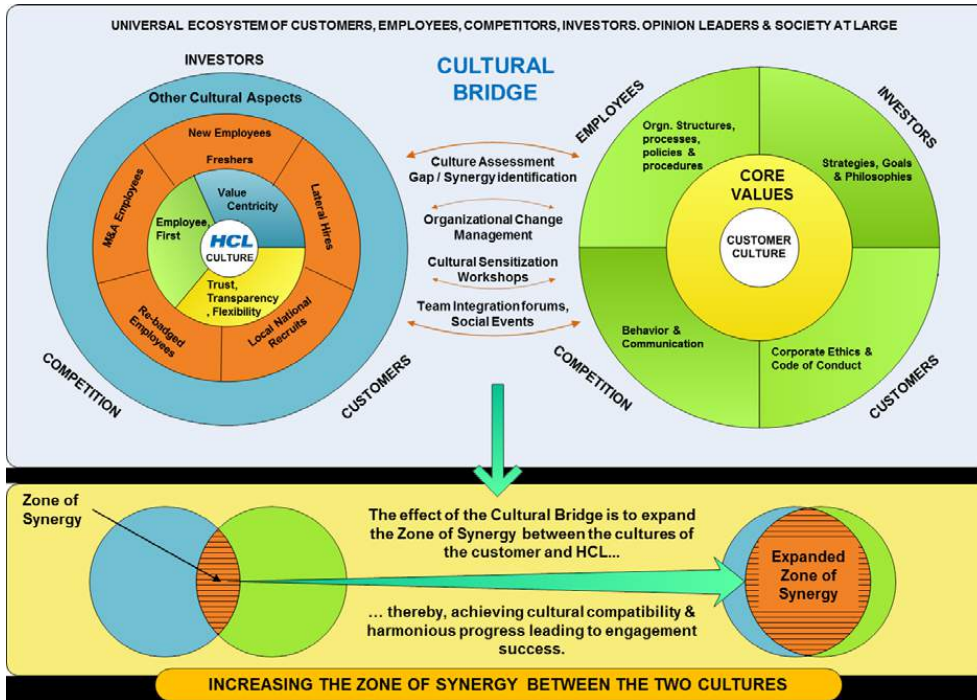 UNIVERSAL ECOSYSTEM OF CUSTOMERS, EMPLOYEES, COMPETITORS, INVESTORS. OPINION LEADERS & SOCIETY AT LARGE
INVESTORS
Other Cultural Aspects
New Employees
Freshers
M&A Employees
Lateral Hires
Value
Centricity
Employee,
First
HCL
CULTURE
Trust,
Transparency
, Flexibility
Re-badged
Employees
Local National
Recruits
COMPETITION
CUSTOMERS
CULTURAL
BRIDGE
Culture Assessment
Gap / Synergy identification
Organizational Change
Management
Cultural Sensitization
Workshops
Team Integration forums,
Social Events
EMPLOYEES
INVESTORS
Orgn. Structures,
processes,
policies &
procedures
Strategies, Goals
& Philosophies
CORE
VALUES
CUSTOMER
CULTURE
Behavior &
Communication
Corporate Ethics &
Code of Conduct
COMPETITION
CUSTOMERS
Zone of
Synergy
The effect of the Cultural Bridge is to expand
the Zone of Synergy between the cultures of
the customer and HCL...
... thereby, achieving cultural compatibility &
harmonious progress leading to engagement
success.
Expanded
Zone of
Synergy
INCREASING THE ZONE OF SYNERGY BETWEEN THE TWO CULTURES